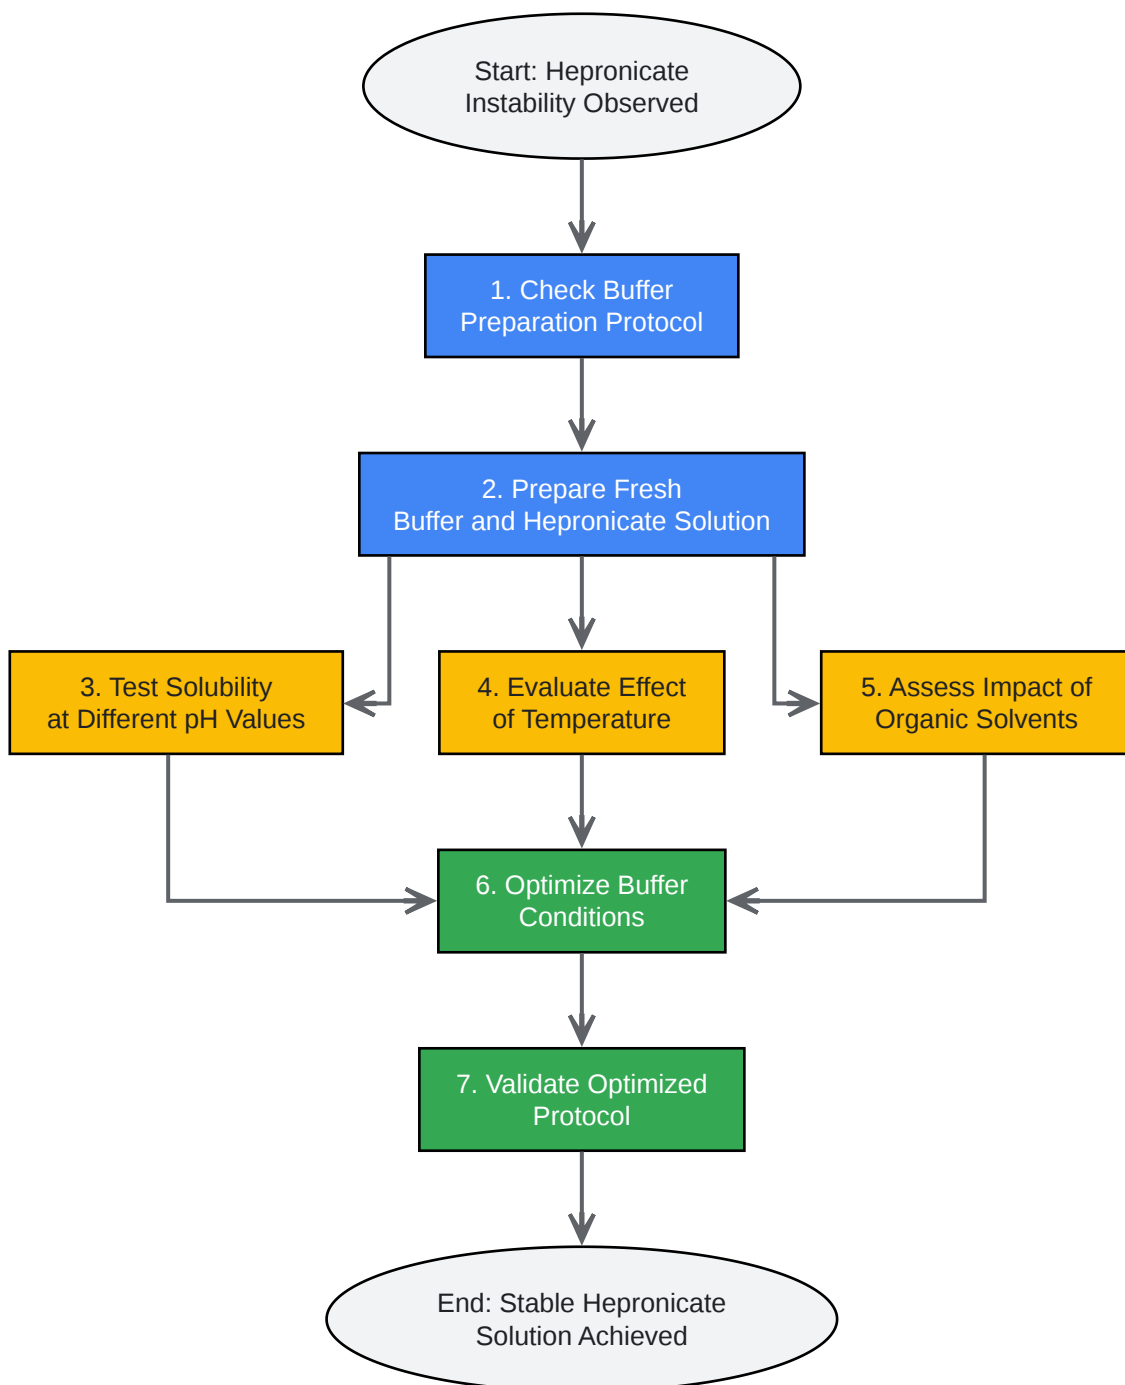 Start: Hepronicate
Instability Observed
1. Check Buffer
Preparation Protocol
2. Prepare Fresh
Buffer and Hepronicate Solution
3. Test Solubility
at Different pH Values
4. Evaluate Effect
of Temperature
5. Assess Impact of
Organic Solvents
6. Optimize Buffer
Conditions
7. Validate Optimized
Protocol
End: Stable Hepronicate
Solution Achieved